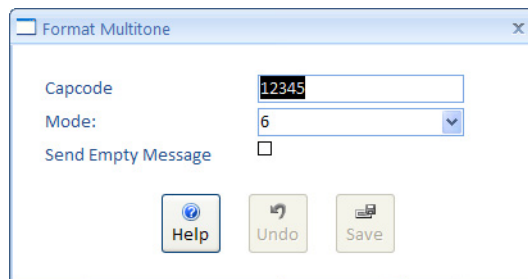 Format Multitone
x
Capcode 12345
Mode: 6
Send Empty Message
Help Undo Save